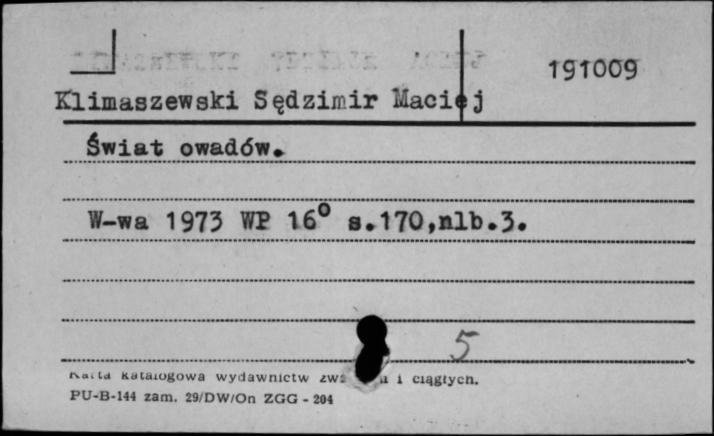 191009
Klimaszewski Sędzimir Maciej
Świat owadów.
W-wa 1973 WP 16° s.170,nlb.3.
5
Karta katalogowa wydawnictw i ciągłych.
PU-B-144 zam. 29/DW/On ZGG - 204